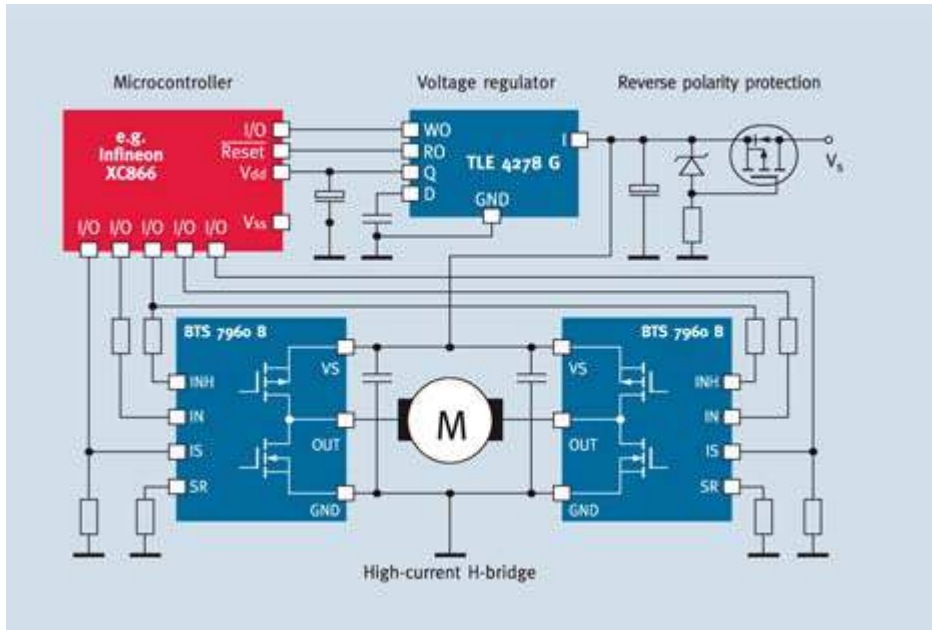 Microcontroller
Voltage regulator
Reverse polarity protection
e.g.
Infineon
XC866
I/O
Reset
Vdd
Vss
I/O I/O I/O I/O I/O
WO
RO
Q
D
I
TLE 4278 G
GND
Vs
BTS 7960 B
VS
INH
IN
IS
SR
OUT
GND
M
BTS 7960 B
VS
INH
IN
IS
SR
OUT
GND
High-current H-bridge